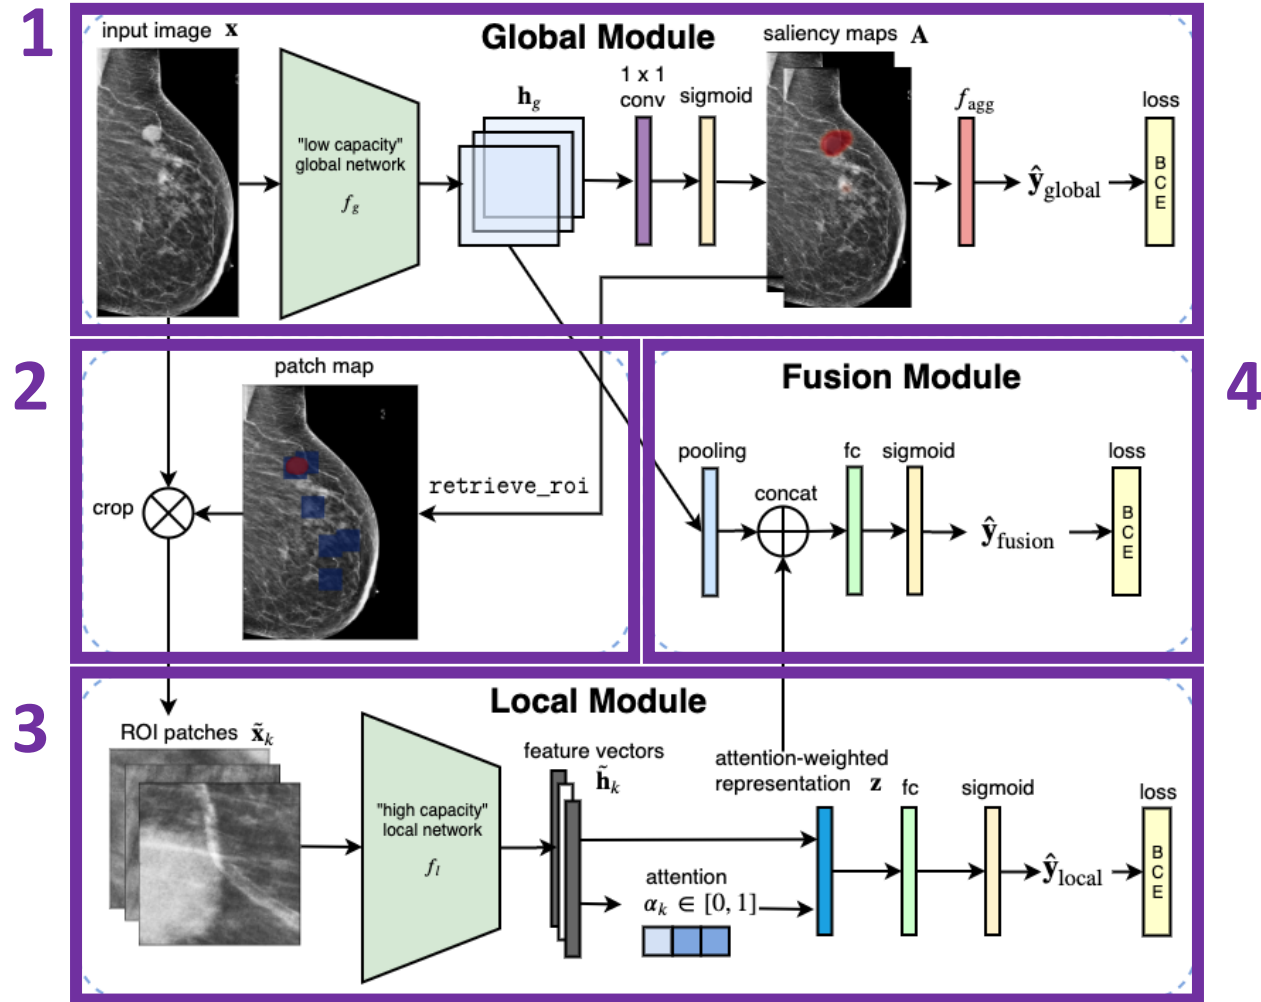 1
input image x
Global Module
saliency maps A
"low capacity"
global network
f_g
h_g
1 x 1
conv
sigmoid
f_agg
ŷ_global
loss
B
C
E
2
patch map
crop
retrieve_roi
4
Fusion Module
pooling
concat
fc
sigmoid
ŷ_fusion
loss
B
C
E
3
Local Module
ROI patches x̃_k
"high capacity"
local network
f_l
feature vectors
h̃_k
attention
α_k ∈ [0, 1]
attention-weighted
representation z
fc
sigmoid
ŷ_local
loss
B
C
E